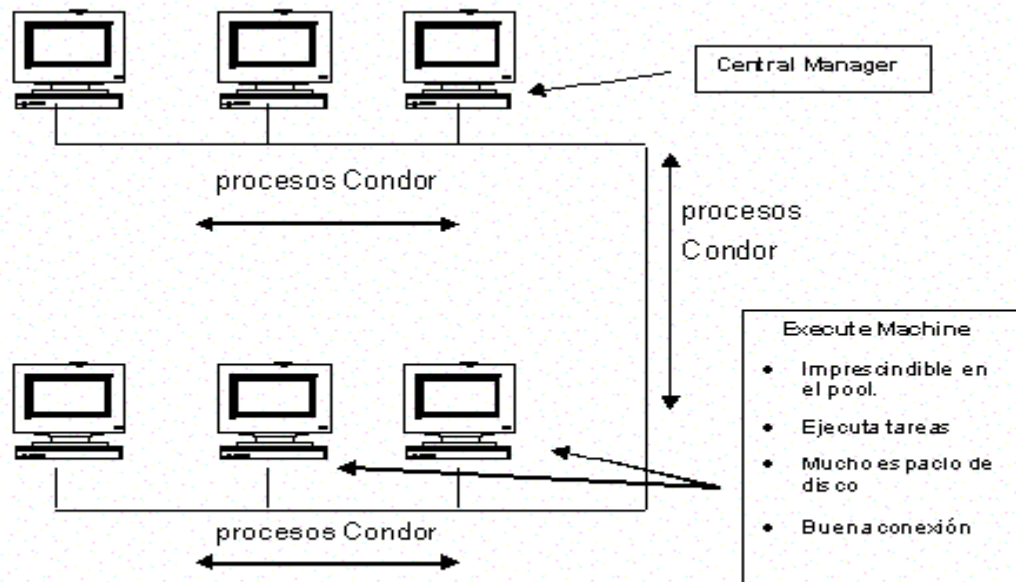 Central Manager
procesos Condor
procesos
Condor
Execute Machine
• Imprescindible en
el pool.
• Ejecuta tareas
• Mucho espacio de
disco
• Buena conexión
procesos Condor